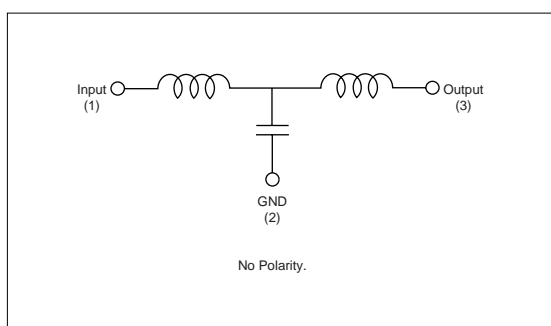 Input
(1)
Output
(3)
GND
(2)
No Polarity.